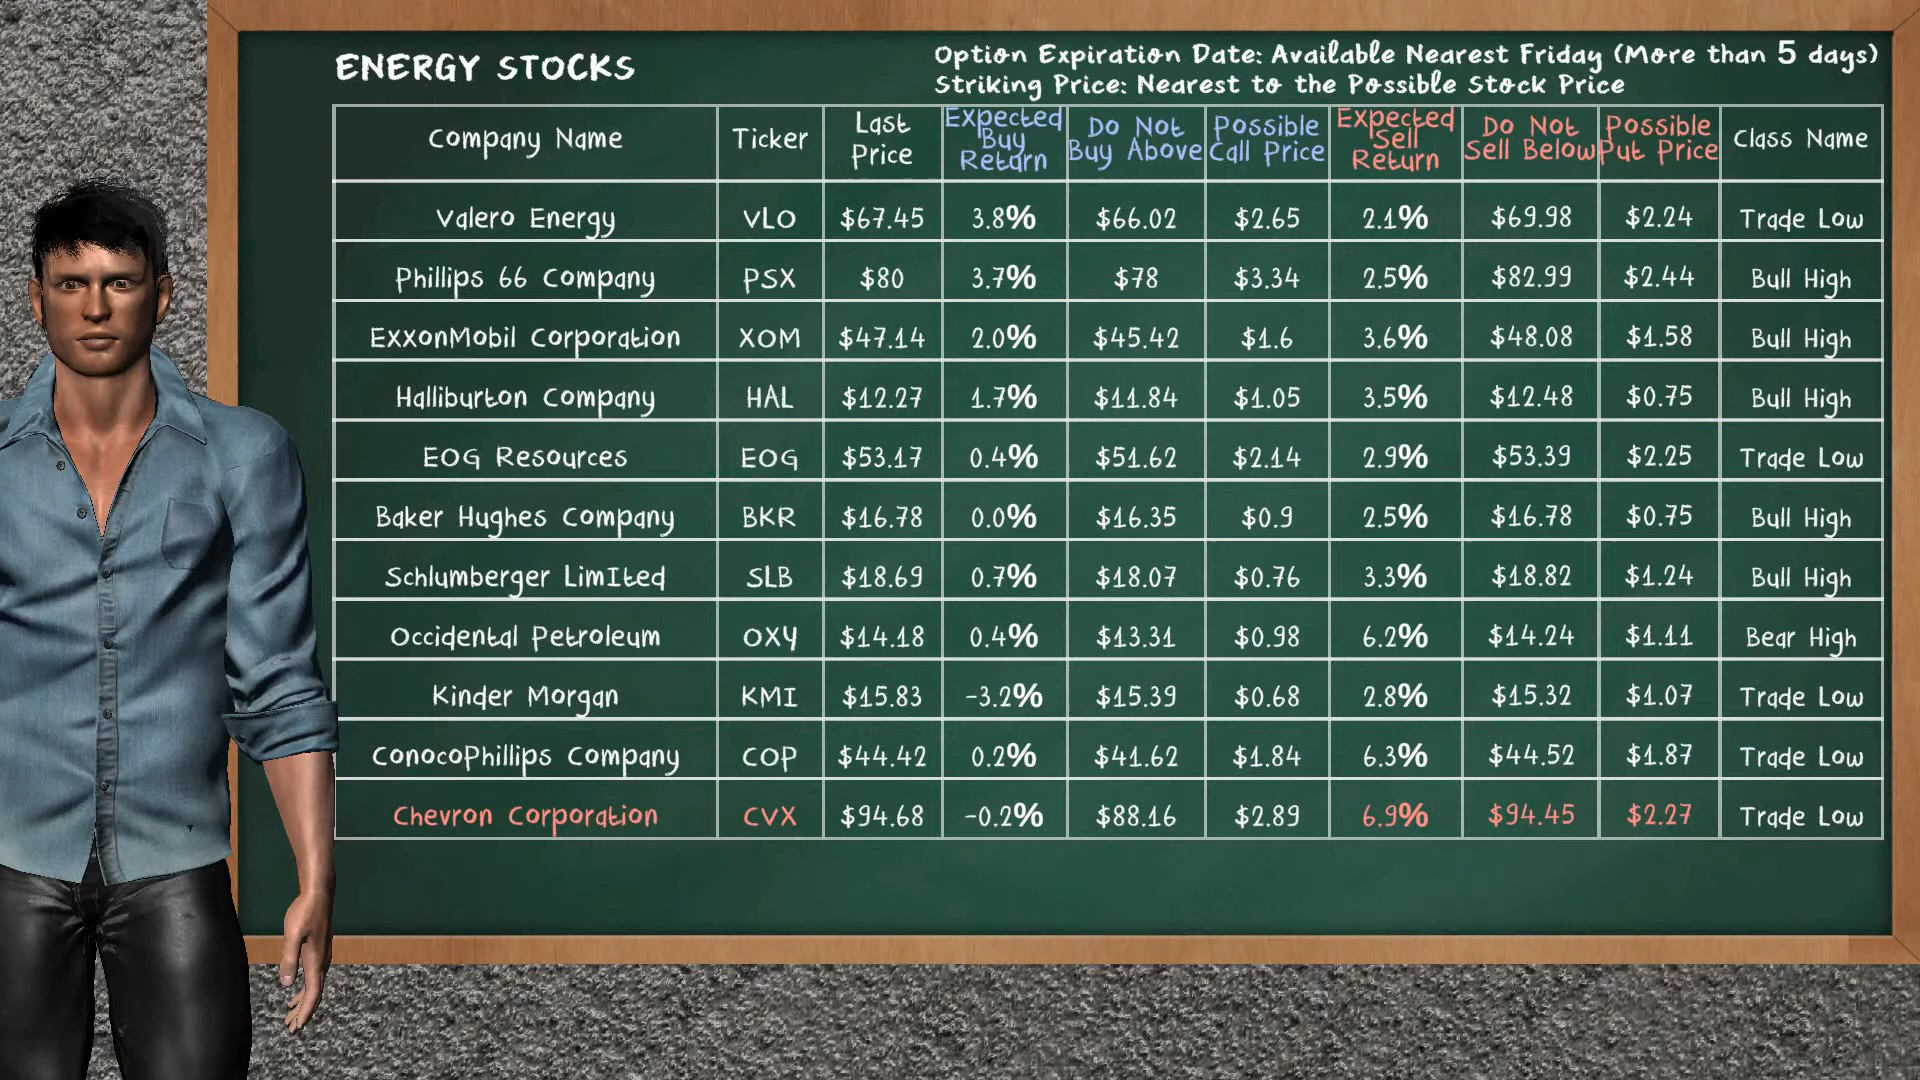 ENERGY STOCKS
Option Expiration Date: Available Nearest Friday (More than 5 days)
Striking Price: Nearest to the Possible Stock Price
Company Name Ticker Last Price Expected Buy Return Do Not Buy Above Possible Call Price Expected Sell Return Do Not Sell Below Possible Put Price Class Name
Valero Energy VLO $67.45 3.8% $66.02 $2.65 2.1% $69.98 $2.24 Trade Low
Phillips 66 Company PSX $80 3.7% $78 $3.34 2.5% $82.99 $2.44 Bull High
ExxonMobil Corporation XOM $47.14 2.0% $45.42 $1.6 3.6% $48.08 $1.58 Bull High
Halliburton Company HAL $12.27 1.7% $11.84 $1.05 3.5% $12.48 $0.75 Bull High
EOG Resources EOG $53.17 0.4% $51.62 $2.14 2.9% $53.39 $2.25 Trade Low
Baker Hughes Company BKR $16.78 0.0% $16.35 $0.9 2.5% $16.78 $0.75 Bull High
Schlumberger LimIted SLB $18.69 0.7% $18.07 $0.76 3.3% $18.82 $1.24 Bull High
Occidental Petroleum OXY $14.18 0.4% $13.31 $0.98 6.2% $14.24 $1.11 Bear High
Kinder Morgan KMI $15.83 -3.2% $15.39 $0.68 2.8% $15.32 $1.07 Trade Low
ConocoPhillips Company COP $44.42 0.2% $41.62 $1.84 6.3% $44.52 $1.87 Trade Low
Chevron Corporation CVX $94.68 -0.2% $88.16 $2.89 6.9% $94.45 $2.27 Trade Low